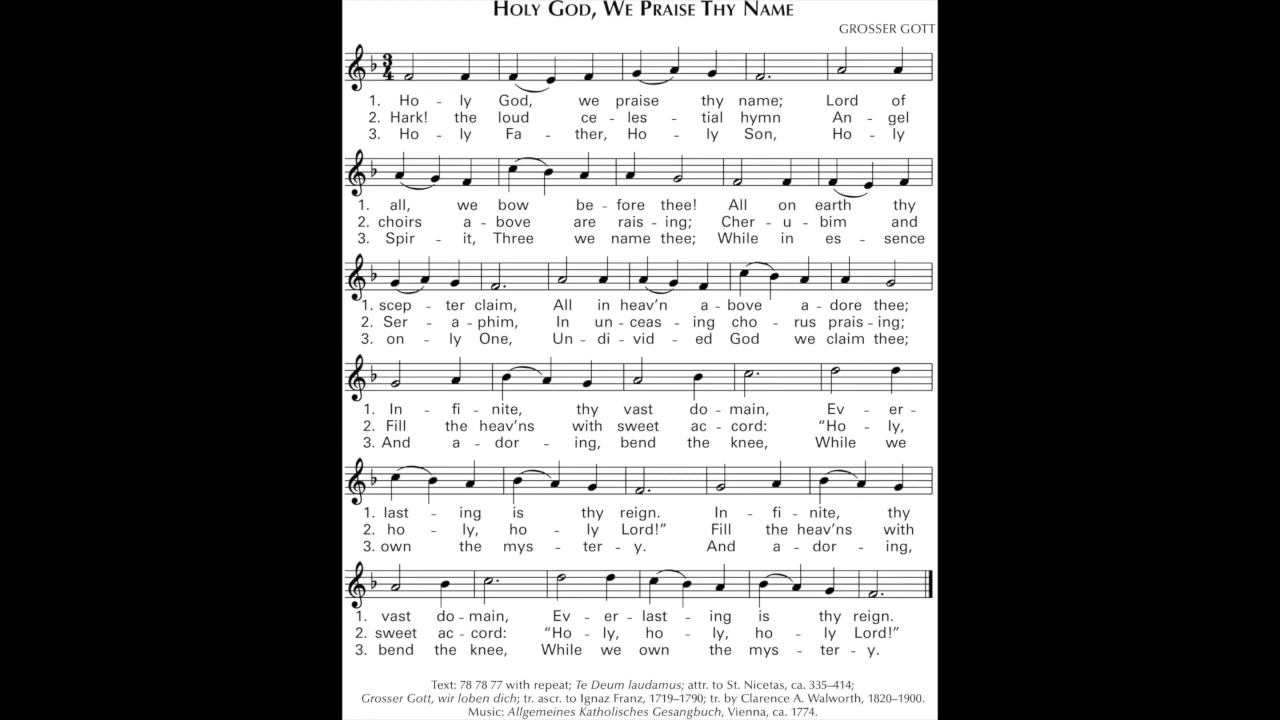 HOLY GOD, WE PRAISE THY NAME
GROSSER GOTT
3
4
1. Ho - ly God, we praise thy name; Lord of
2. Hark! the loud ce - les - tial hymn An - gel
3. Ho - ly Fa - ther, Ho - ly Son, Ho - ly
1. all, we bow be - fore thee! All on earth thy
2. choirs a - bove are rais - ing; Cher - u - bim and
3. Spir - it, Three we name thee; While in es - sence
1. scep - ter claim, All in heav'n a - bove a - dore thee;
2. Ser - a - phim, In un - ceas - ing cho - rus prais - ing;
3. on - ly One, Un - di - vid - ed God we claim thee;
1. In - fi - nite, thy vast do - main, Ev - er -
2. Fill the heav'ns with sweet ac - cord: “Ho - ly,
3. And a - dor - ing, bend the knee, While we
1. last - ing is thy reign. In - fi - nite, thy
2. ho - ly, ho - ly Lord!” Fill the heav'ns with
3. own the mys - ter - y. And a - dor - ing,
1. vast do - main, Ev - er - last - ing is thy reign.
2. sweet ac - cord: “Ho - ly, ho - ly, ho - ly Lord!”
3. bend the knee, While we own the mys - ter - y.
Text: 78 78 77 with repeat; Te Deum laudamus; attr. to St. Nicetas, ca. 335–414;
Grosser Gott, wir loben dich; tr. ascr. to Ignaz Franz, 1719–1790; tr. by Clarence A. Walworth, 1820–1900.
Music: Allgemeines Katholisches Gesangbuch, Vienna, ca. 1774.